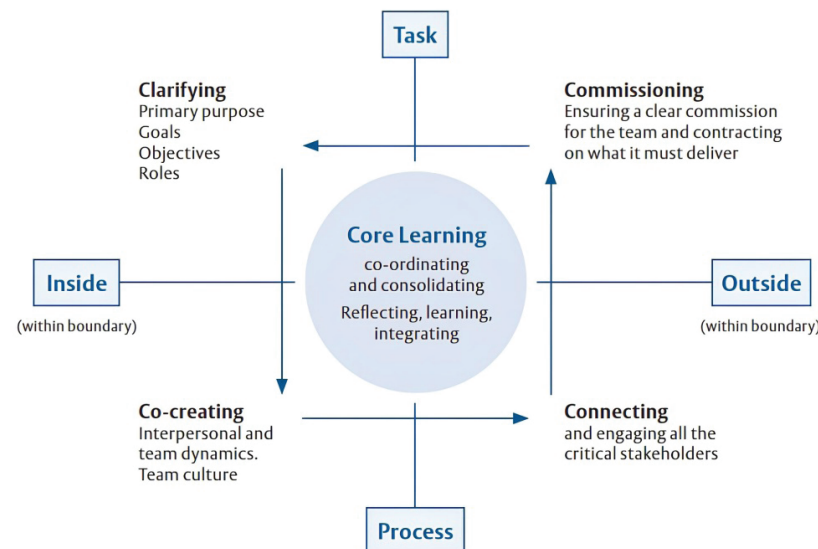 Task
Clarifying
Primary purpose
Goals
Objectives
Roles
Commissioning
Ensuring a clear commission
for the team and contracting
on what it must deliver
Core Learning
co-ordinating
and consolidating
Reflecting, learning,
integrating
Inside
(within boundary)
Outside
(within boundary)
Co-creating
Interpersonal and
team dynamics.
Team culture
Connecting
and engaging all the
critical stakeholders
Process